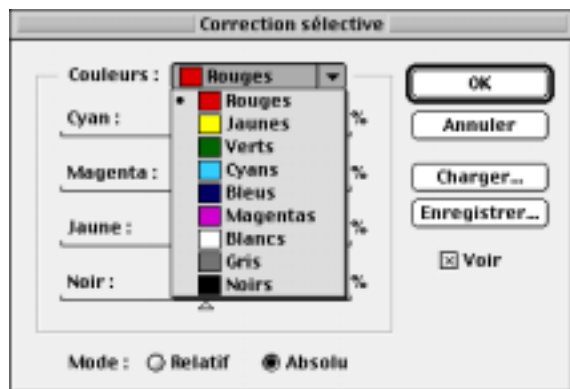 Correction sélective
Couleurs : Rouges
Rouges
Jaunes
Verts
Cyans
Bleus
Magentas
Blancs
Gris
Noirs
Cyan : %
Magenta : %
Jaune : %
Noir : %
OK
Annuler
Charger...
Enregistrer...
Voir
Mode : Relatif Absolu